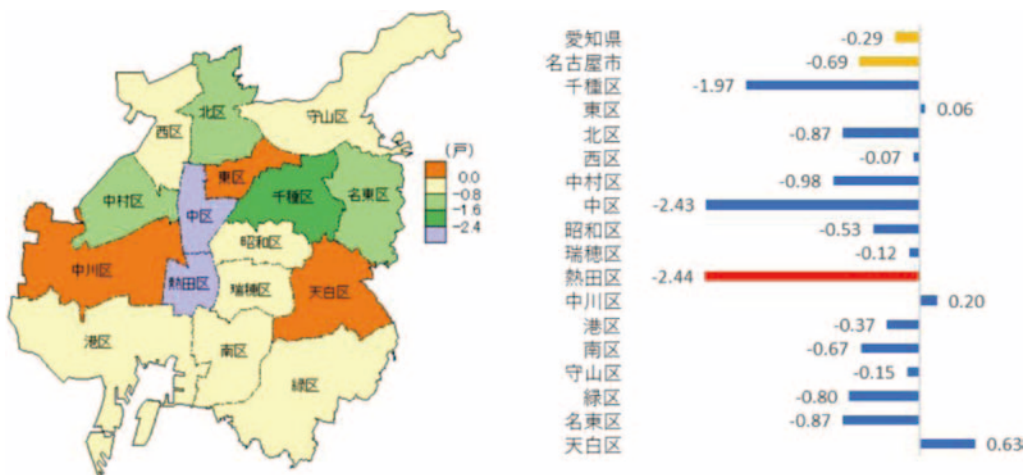 北区
守山区
西区
(戸)
東区
0.0
-0.8
-1.6
-2.4
中村区
千種区
名東区
中区
昭和区
中川区
熱田区
瑞穂区
天白区
港区
南区
緑区
愛知県 -0.29
名古屋市 -0.69
千種区 -1.97
東区 0.06
北区 -0.87
西区 -0.07
中村区 -0.98
中区 -2.43
昭和区 -0.53
瑞穂区 -0.12
熱田区 -2.44
中川区 0.20
港区 -0.37
南区 -0.67
守山区 -0.15
緑区 -0.80
名東区 -0.87
天白区 0.63